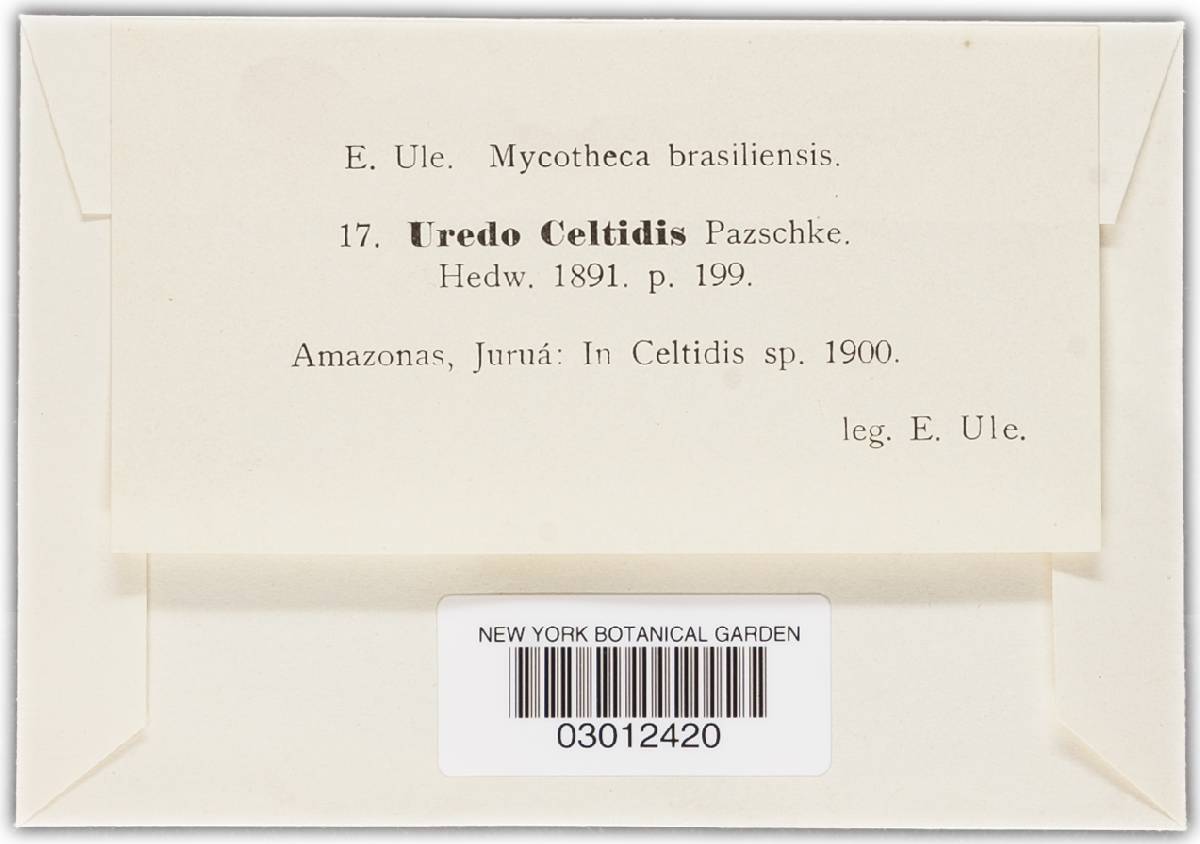 E. Ule. Mycotheca brasiliensis.
17. Uredo Celtidis Pazschke.
Hedw. 1891. p. 199.
Amazonas, Juruá: In Celtidis sp. 1900.
leg. E. Ule.
NEW YORK BOTANICAL GARDEN
03012420